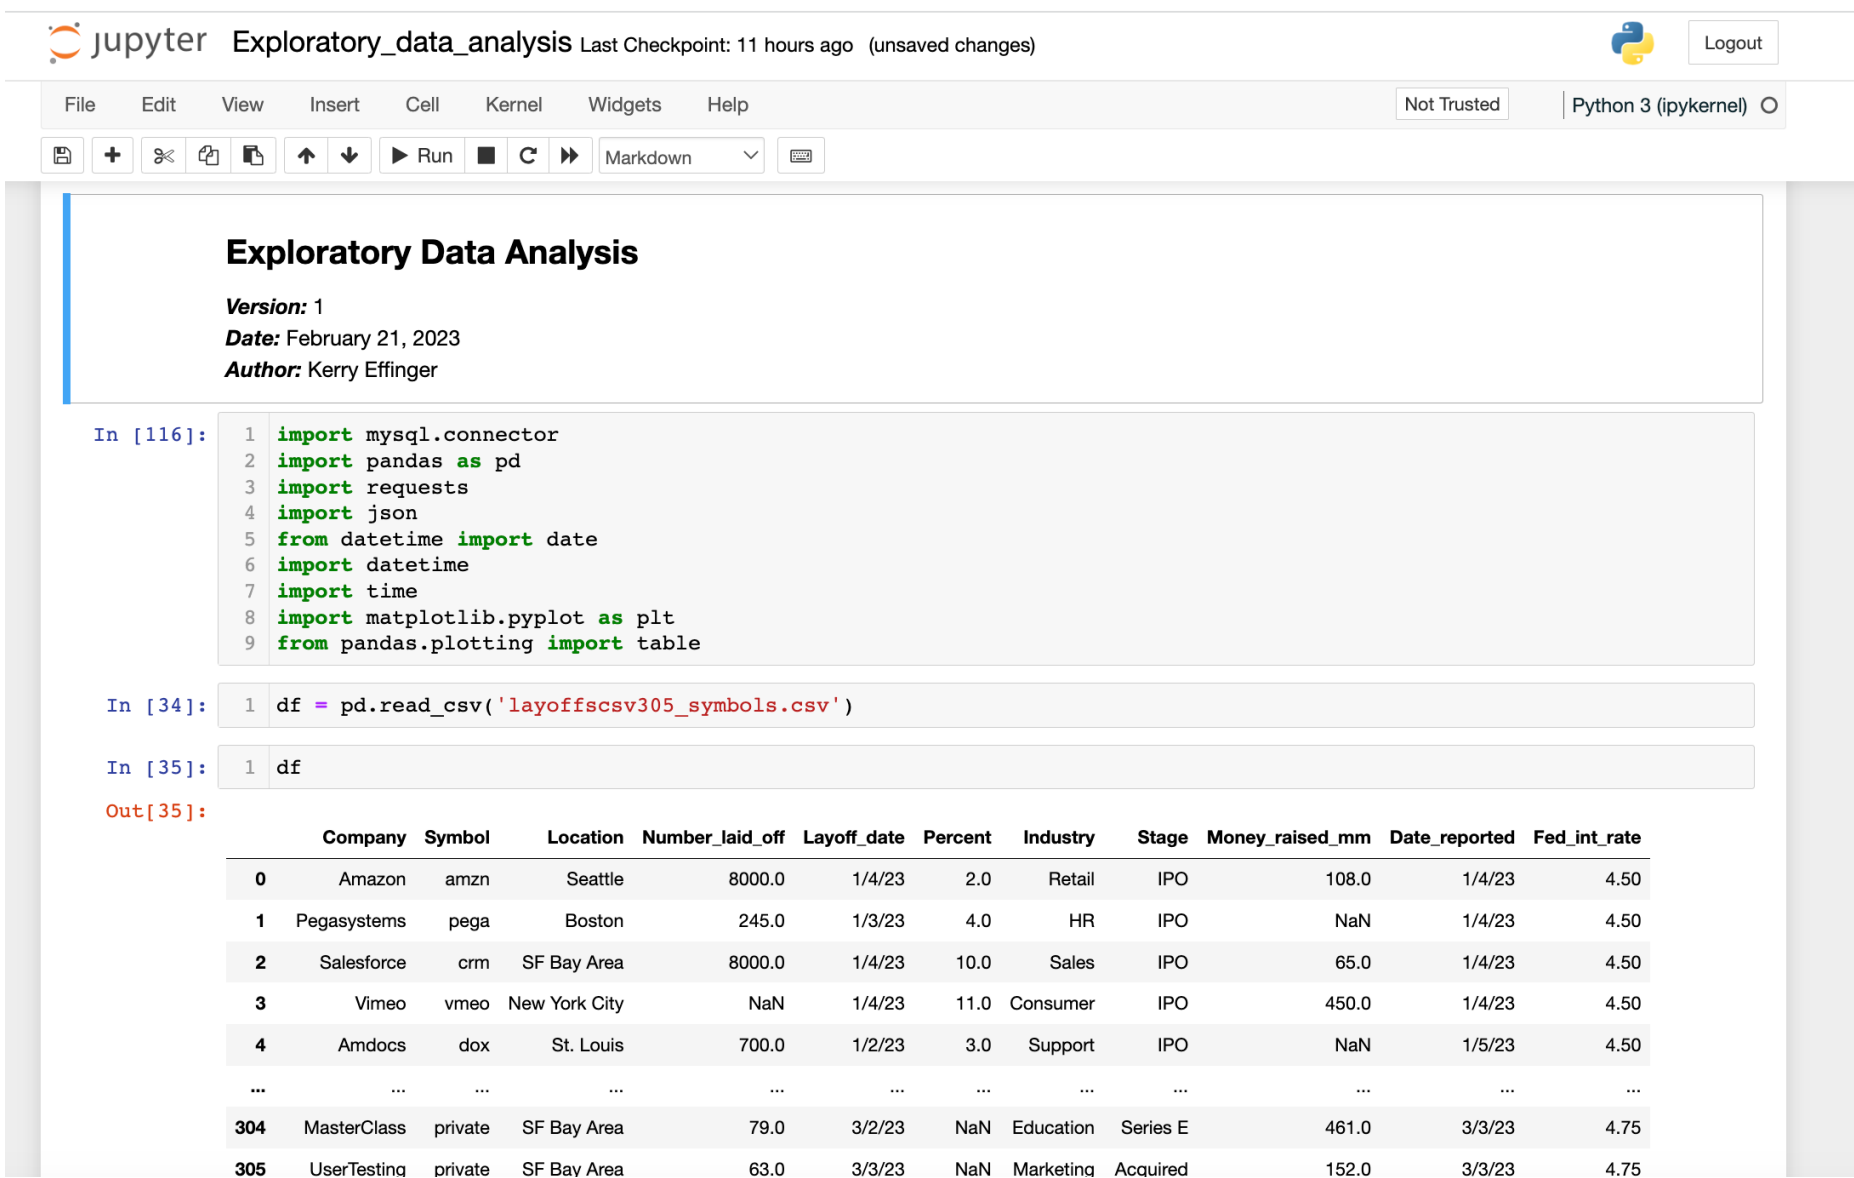 jupyter Exploratory_data_analysis Last Checkpoint: 11 hours ago (unsaved changes) Logout
File Edit View Insert Cell Kernel Widgets Help Not Trusted Python 3 (ipykernel)
Run Markdown
Exploratory Data Analysis
Version: 1
Date: February 21, 2023
Author: Kerry Effinger
In [116]:
1 import mysql.connector
2 import pandas as pd
3 import requests
4 import json
5 from datetime import date
6 import datetime
7 import time
8 import matplotlib.pyplot as plt
9 from pandas.plotting import table
In [34]: 1 df = pd.read_csv('layoffscsv305_symbols.csv')
In [35]: 1 df
Out[35]:
Company Symbol Location Number_laid_off Layoff_date Percent Industry Stage Money_raised_mm Date_reported Fed_int_rate
0 Amazon amzn Seattle 8000.0 1/4/23 2.0 Retail IPO 108.0 1/4/23 4.50
1 Pegasystems pega Boston 245.0 1/3/23 4.0 HR IPO NaN 1/4/23 4.50
2 Salesforce crm SF Bay Area 8000.0 1/4/23 10.0 Sales IPO 65.0 1/4/23 4.50
3 Vimeo vmeo New York City NaN 1/4/23 11.0 Consumer IPO 450.0 1/4/23 4.50
4 Amdocs dox St. Louis 700.0 1/2/23 3.0 Support IPO NaN 1/5/23 4.50
... ... ... ... ... ... ... ... ... ... ... ...
304 MasterClass private SF Bay Area 79.0 3/2/23 NaN Education Series E 461.0 3/3/23 4.75
305 UserTesting private SF Bay Area 63.0 3/3/23 NaN Marketing Acquired 152.0 3/3/23 4.75